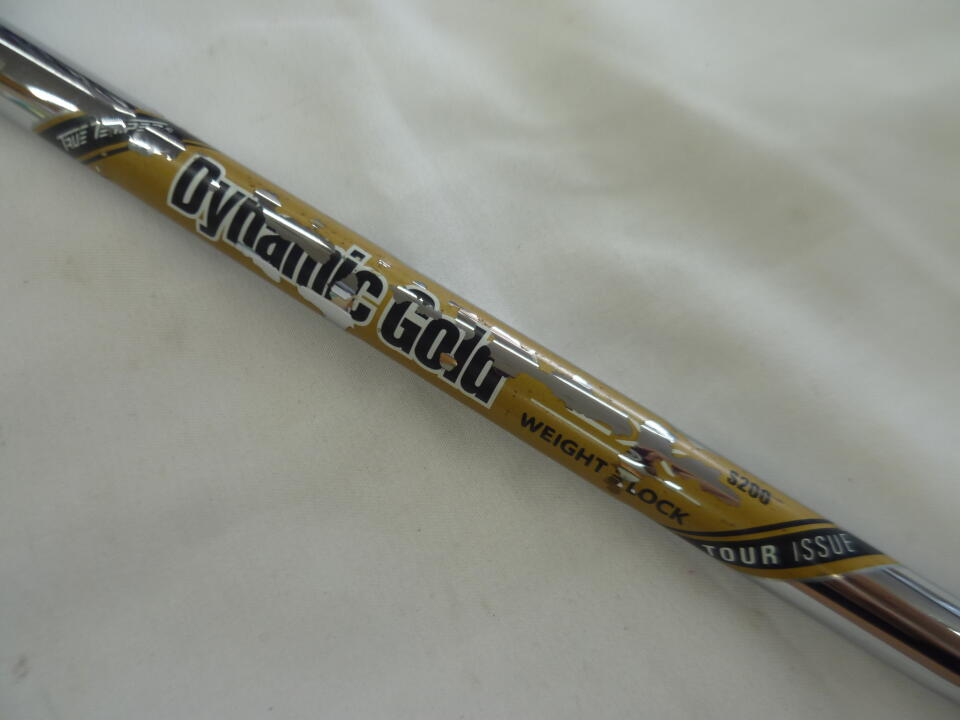 TRUE TEMPER
Dynamic Gold
WEIGHT LOCK
S200
TOUR ISSUE